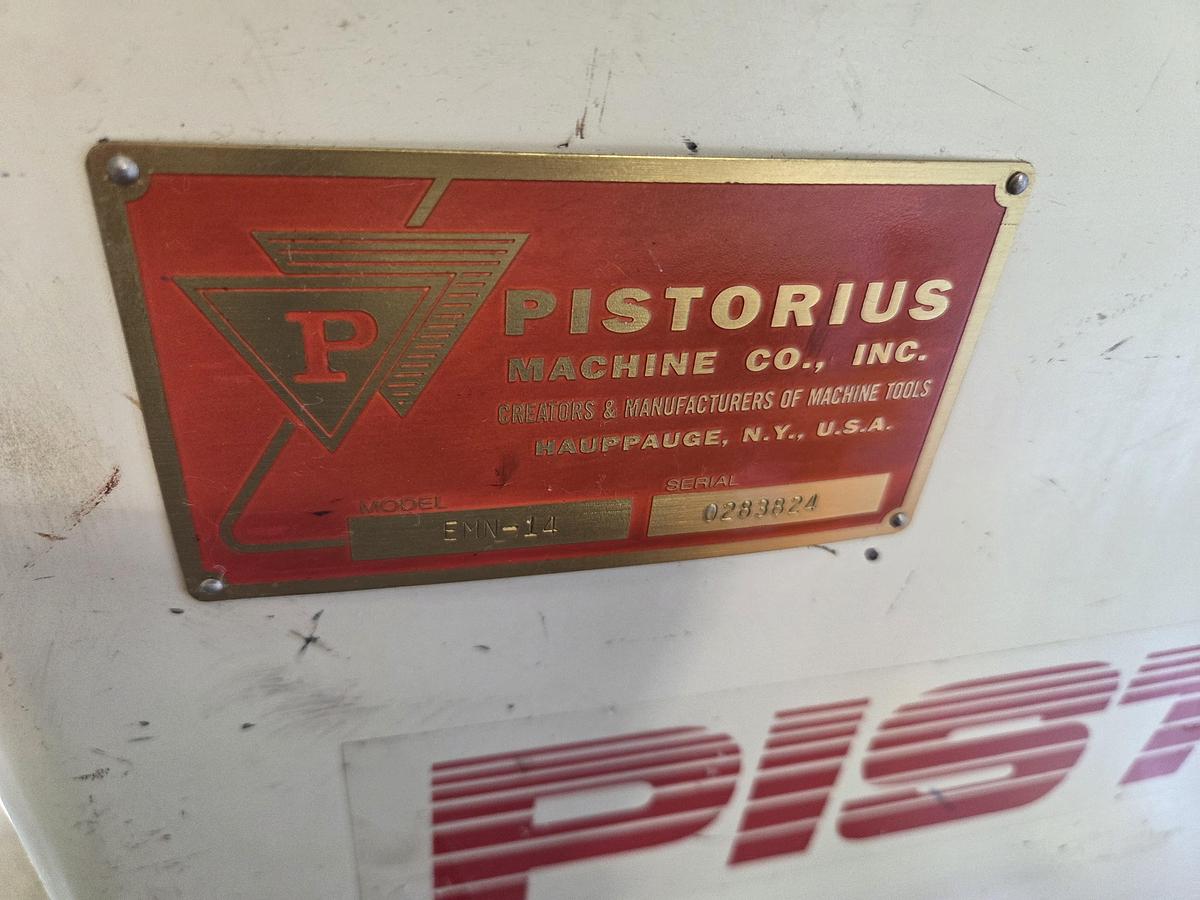 P
PISTORIUS
MACHINE CO., INC.
CREATORS & MANUFACTURERS OF MACHINE TOOLS
HAUPPAUGE, N.Y., U.S.A.
MODEL SERIAL
EMN-14 0283824
PIST